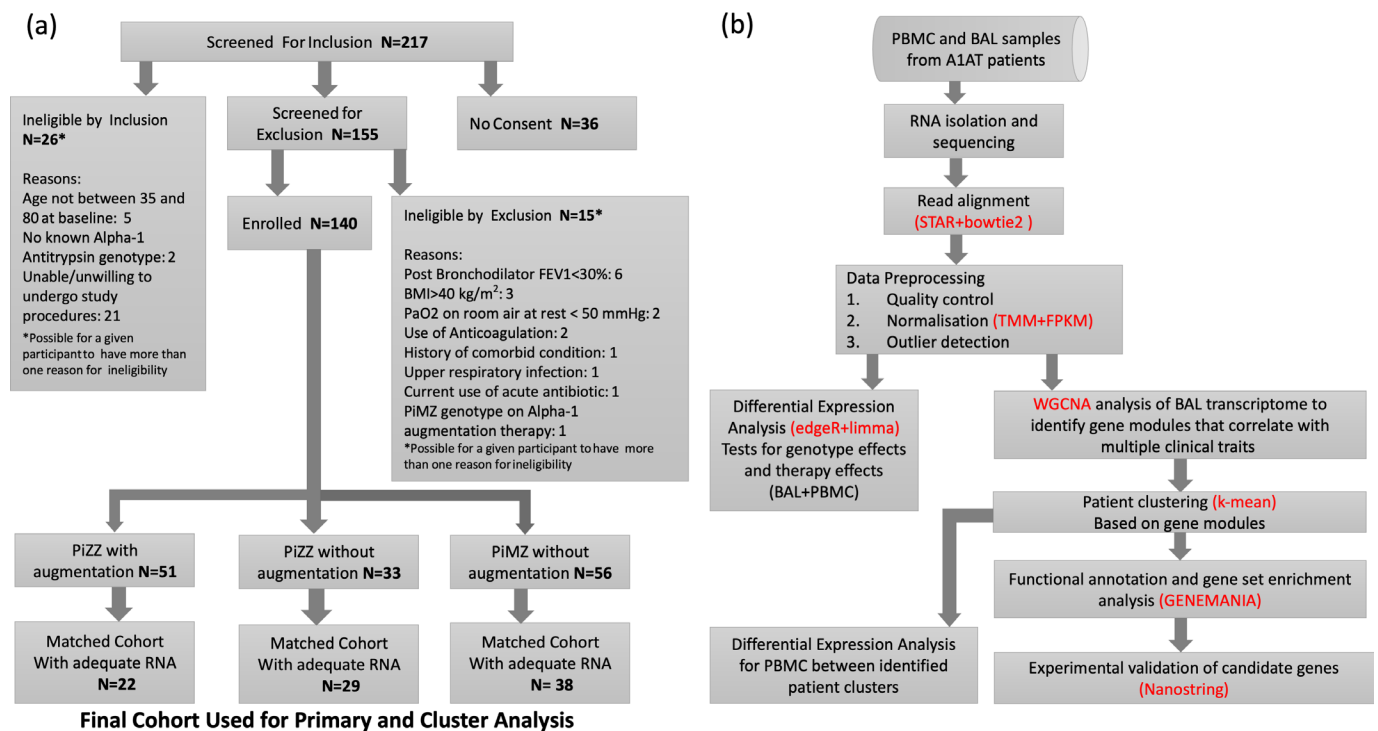 (a)
Screened For Inclusion N=217
Ineligible by Inclusion
N=26*
Reasons:
Age not between 35 and
80 at baseline: 5
No known Alpha-1
Antitrypsin genotype: 2
Unable/unwilling to
undergo study
procedures: 21
*Possible for a given
participant to have more than
one reason for ineligibility
Screened for
Exclusion N=155
No Consent N=36
Enrolled N=140
Ineligible by Exclusion N=15*
Reasons:
Post Bronchodilator FEV1<30%: 6
BMI>40 kg/m²: 3
PaO2 on room air at rest < 50 mmHg: 2
Use of Anticoagulation: 2
History of comorbid condition: 1
Upper respiratory infection: 1
Current use of acute antibiotic: 1
PiMZ genotype on Alpha-1
augmentation therapy: 1
*Possible for a given participant to have more
than one reason for ineligibility
PiZZ with
augmentation N=51
PiZZ without
augmentation N=33
PiMZ without
augmentation N=56
Matched Cohort
With adequate RNA
N=22
Matched Cohort
With adequate RNA
N=29
Matched Cohort
With adequate RNA
N= 38
Final Cohort Used for Primary and Cluster Analysis
(b)
PBMC and BAL samples
from A1AT patients
RNA isolation and
sequencing
Read alignment
(STAR+bowtie2 )
Data Preprocessing
1. Quality control
2. Normalisation (TMM+FPKM)
3. Outlier detection
Differential Expression
Analysis (edgeR+limma)
Tests for genotype effects
and therapy effects
(BAL+PBMC)
WGCNA analysis of BAL transcriptome to
identify gene modules that correlate with
multiple clinical traits
Patient clustering (k-mean)
Based on gene modules
Functional annotation and gene set enrichment
analysis (GENEMANIA)
Differential Expression Analysis
for PBMC between identified
patient clusters
Experimental validation of candidate genes
(Nanostring)